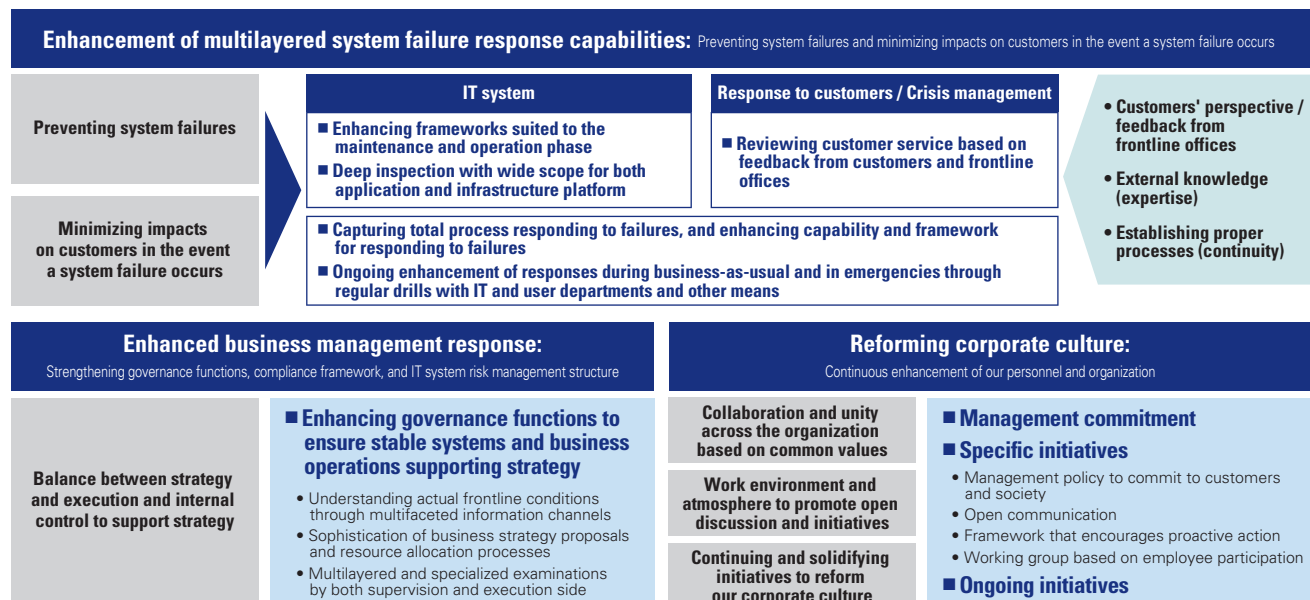 Enhancement of multilayered system failure response capabilities: Preventing system failures and minimizing impacts on customers in the event a system failure occurs
Preventing system failures
Minimizing impacts
on customers in the event
a system failure occurs
IT system
■ Enhancing frameworks suited to the
maintenance and operation phase
■ Deep inspection with wide scope for both
application and infrastructure platform
Response to customers / Crisis management
■ Reviewing customer service based on
feedback from customers and frontline
offices
■ Capturing total process responding to failures, and enhancing capability and framework
for responding to failures
■ Ongoing enhancement of responses during business-as-usual and in emergencies through
regular drills with IT and user departments and other means
• Customers' perspective /
feedback from
frontline offices
• External knowledge
(expertise)
• Establishing proper
processes (continuity)
Enhanced business management response:
Strengthening governance functions, compliance framework, and IT system risk management structure
Balance between strategy
and execution and internal
control to support strategy
■ Enhancing governance functions to
ensure stable systems and business
operations supporting strategy
• Understanding actual frontline conditions
through multifaceted information channels
• Sophistication of business strategy proposals
and resource allocation processes
• Multilayered and specialized examinations
by both supervision and execution side
Reforming corporate culture:
Continuous enhancement of our personnel and organization
Collaboration and unity
across the organization
based on common values
Work environment and
atmosphere to promote open
discussion and initiatives
Continuing and solidifying
initiatives to reform
our corporate culture
■ Management commitment
■ Specific initiatives
• Management policy to commit to customers
and society
• Open communication
• Framework that encourages proactive action
• Working group based on employee participation
■ Ongoing initiatives